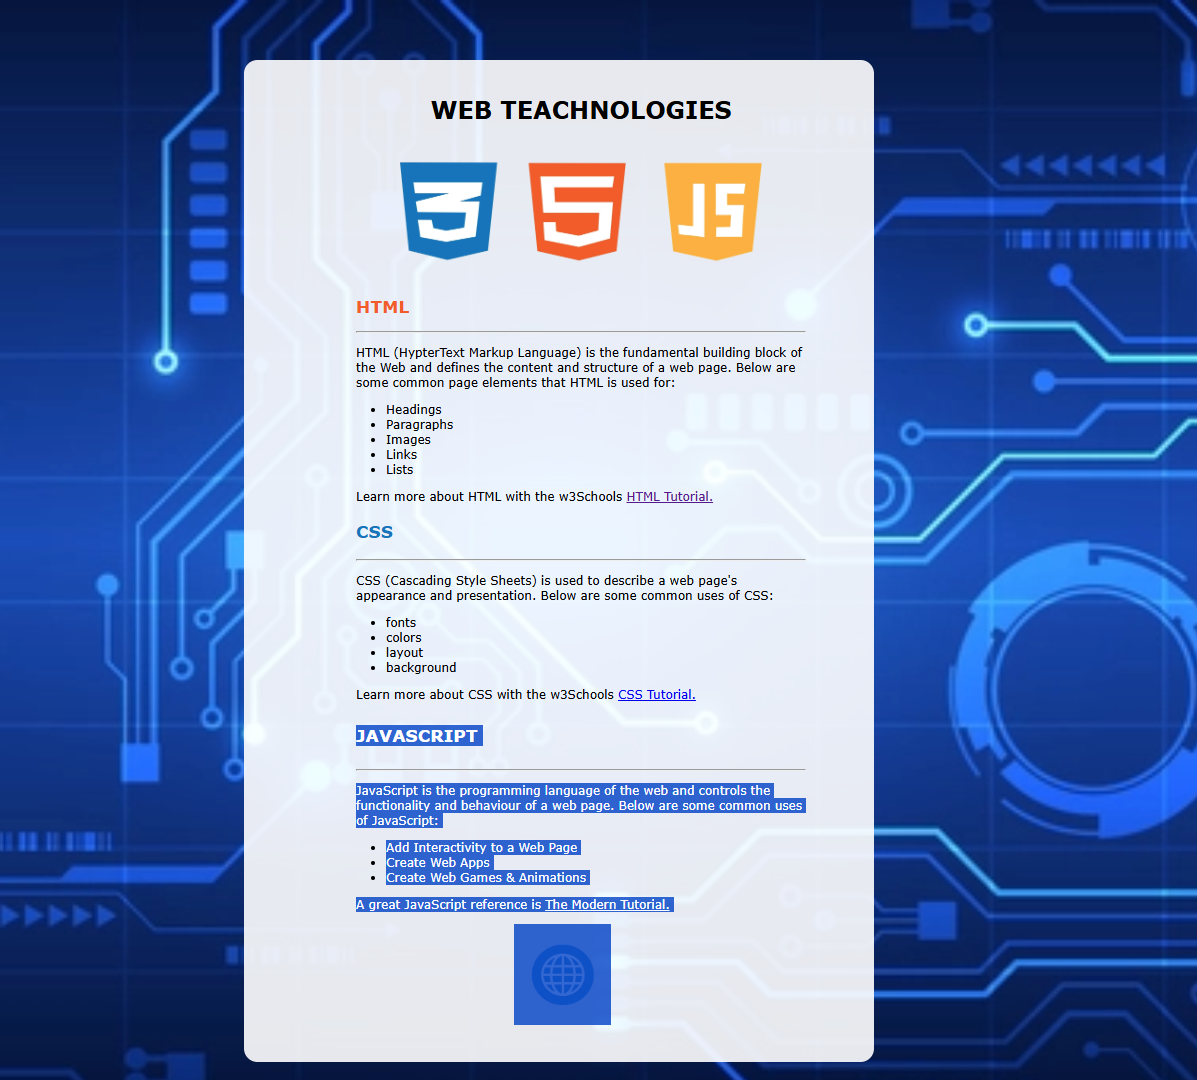 WEB TEACHNOLOGIES
3 5 JS
HTML
HTML (HypterText Markup Language) is the fundamental building block of
the Web and defines the content and structure of a web page. Below are
some common page elements that HTML is used for:
• Headings
• Paragraphs
• Images
• Links
• Lists
Learn more about HTML with the w3Schools HTML Tutorial.
CSS
CSS (Cascading Style Sheets) is used to describe a web page's
appearance and presentation. Below are some common uses of CSS:
• fonts
• colors
• layout
• background
Learn more about CSS with the w3Schools CSS Tutorial.
JAVASCRIPT
JavaScript is the programming language of the web and controls the
functionality and behaviour of a web page. Below are some common uses
of JavaScript:
• Add Interactivity to a Web Page
• Create Web Apps
• Create Web Games & Animations
A great JavaScript reference is The Modern Tutorial.